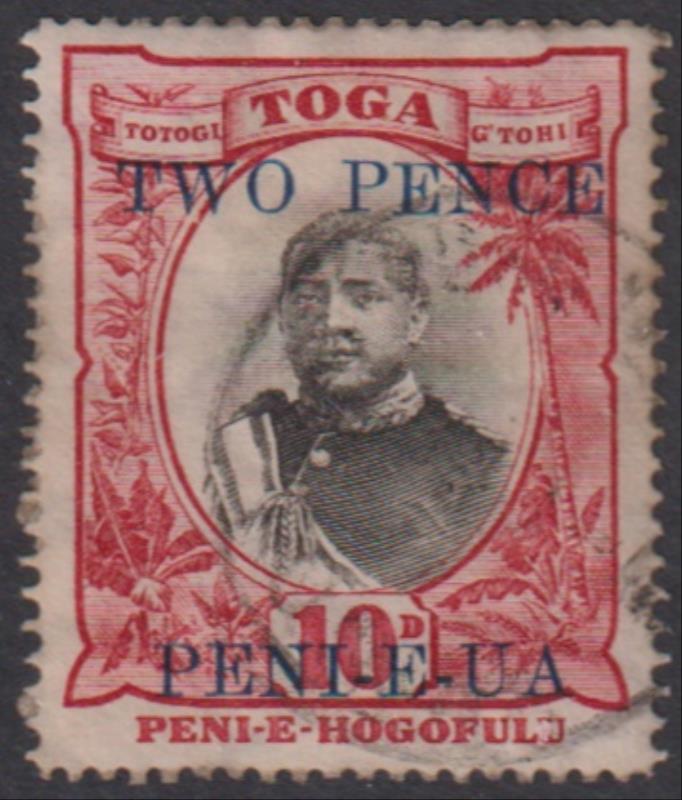 TOGA
TOTOGI G'TOHI
TWO PENCE
10D
PENI-E-UA
PENI-E-HOGOFULU